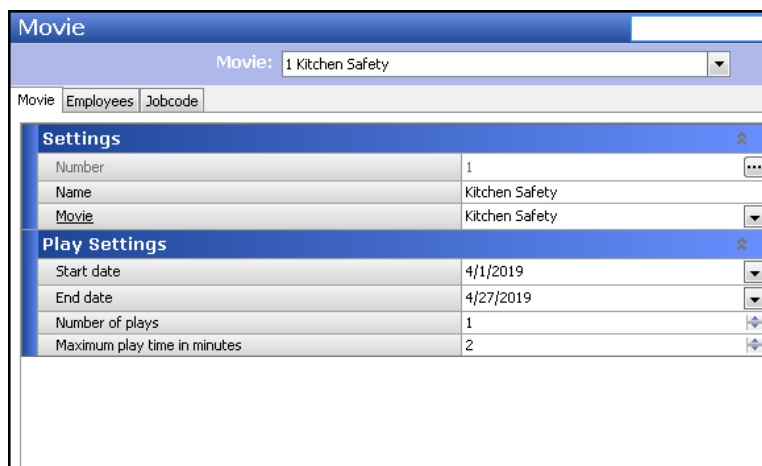 Movie
Movie: 1 Kitchen Safety
Movie Employees Jobcode
Settings
Number 1
Name Kitchen Safety
Movie Kitchen Safety
Play Settings
Start date 4/1/2019
End date 4/27/2019
Number of plays 1
Maximum play time in minutes 2